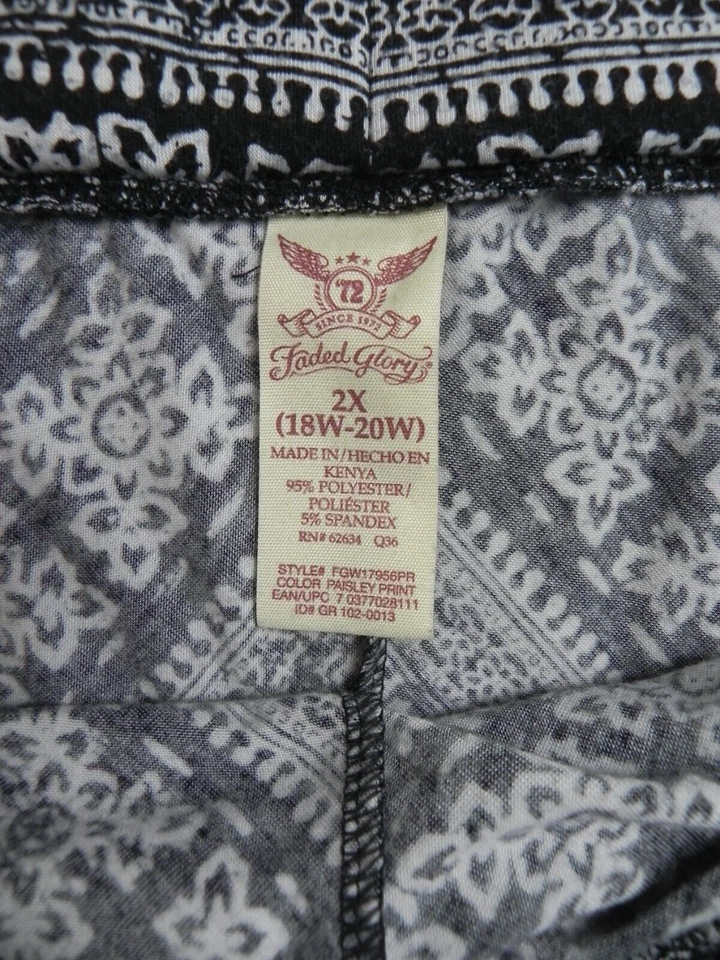 72
SINCE 1972
Faded Glory®
2X
(18W-20W)
MADE IN/HECHO EN
KENYA
95% POLYESTER/
POLIÉSTER
5% SPANDEX
RN# 62634 Q36
STYLE# FGW17956PR
COLOR PAISLEY PRINT
EAN/UPC 7 0377028111
ID# GR 102-0013